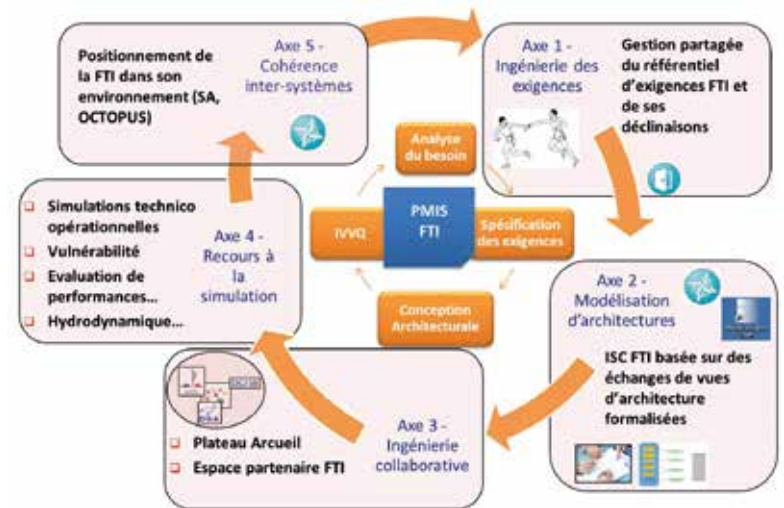 Axe 5 -
Cohérence
inter-systèmes
Positionnement de
la FTI dans son
environnement (SA,
OCTOPUS)
Axe 1 -
Ingénierie des
exigences
Gestion partagée
du référentiel
d'exigences FTI et
de ses
déclinaisons
Analyse
du besoin
PMIS
FTI
IVVQ
Spécification
des exigences
Conception
Architecturale
Axe 2 -
Modélisation
d'architectures
ISC FTI basée sur des
échanges de vues
d'architecture
formalisées
Axe 3 -
Ingénierie
collaborative
Plateau Arcueil
Espace partenaire FTI
Axe 4 -
Recours à
la
simulation
Simulations technico
opérationnelles
Vulnérabilité
Evaluation de
performances...
Hydrodynamique...